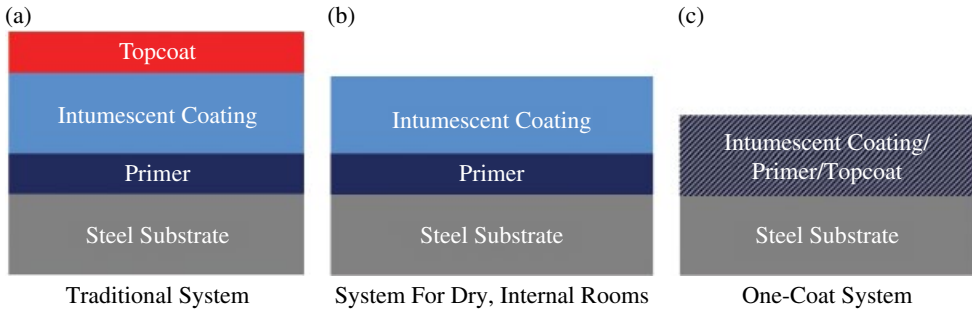 (a)
Topcoat
Intumescent Coating
Primer
Steel Substrate
Traditional System
(b)
Intumescent Coating
Primer
Steel Substrate
System For Dry, Internal Rooms
(c)
Intumescent Coating/
Primer/Topcoat
Steel Substrate
One-Coat System